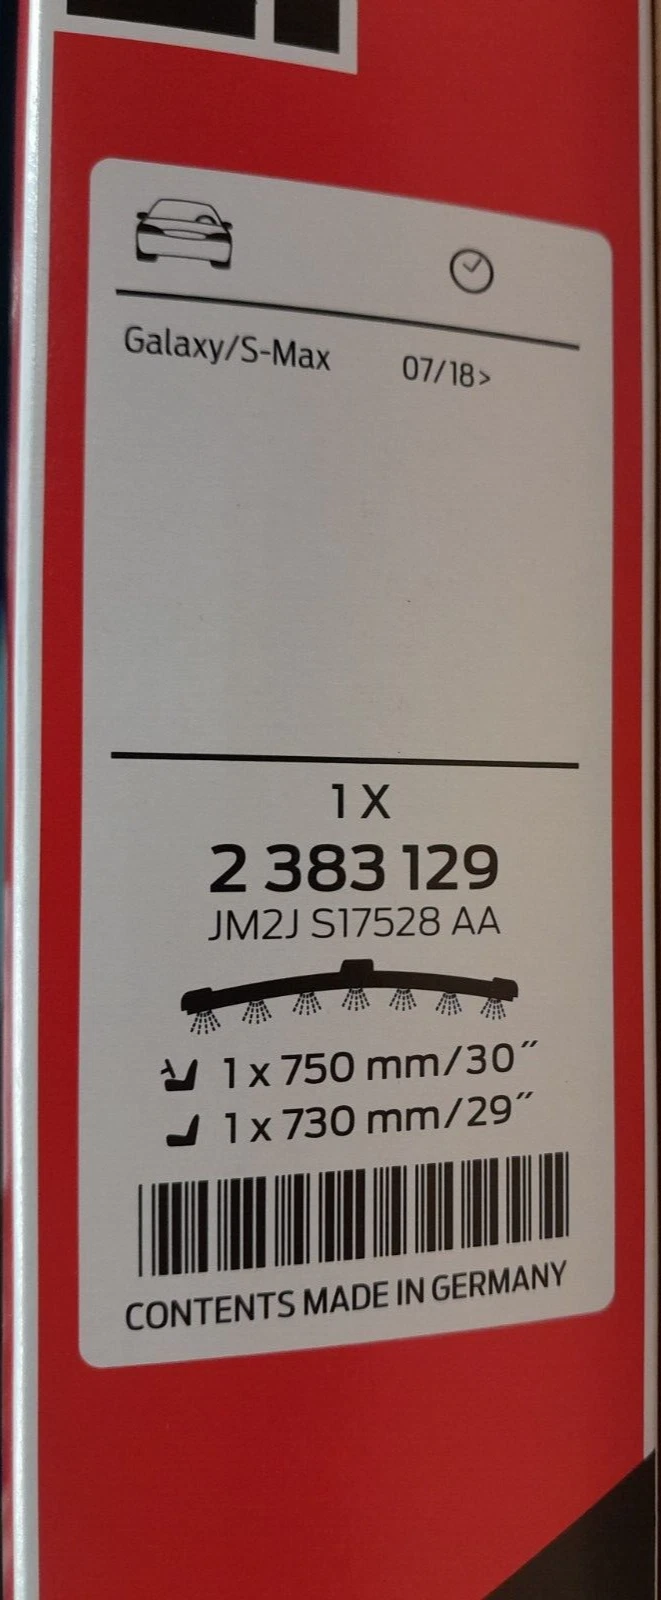 Galaxy/S-Max 07/18>
1 X
2 383 129
JM2J S17528 AA
1 x 750 mm/30″
1 x 730 mm/29″
CONTENTS MADE IN GERMANY